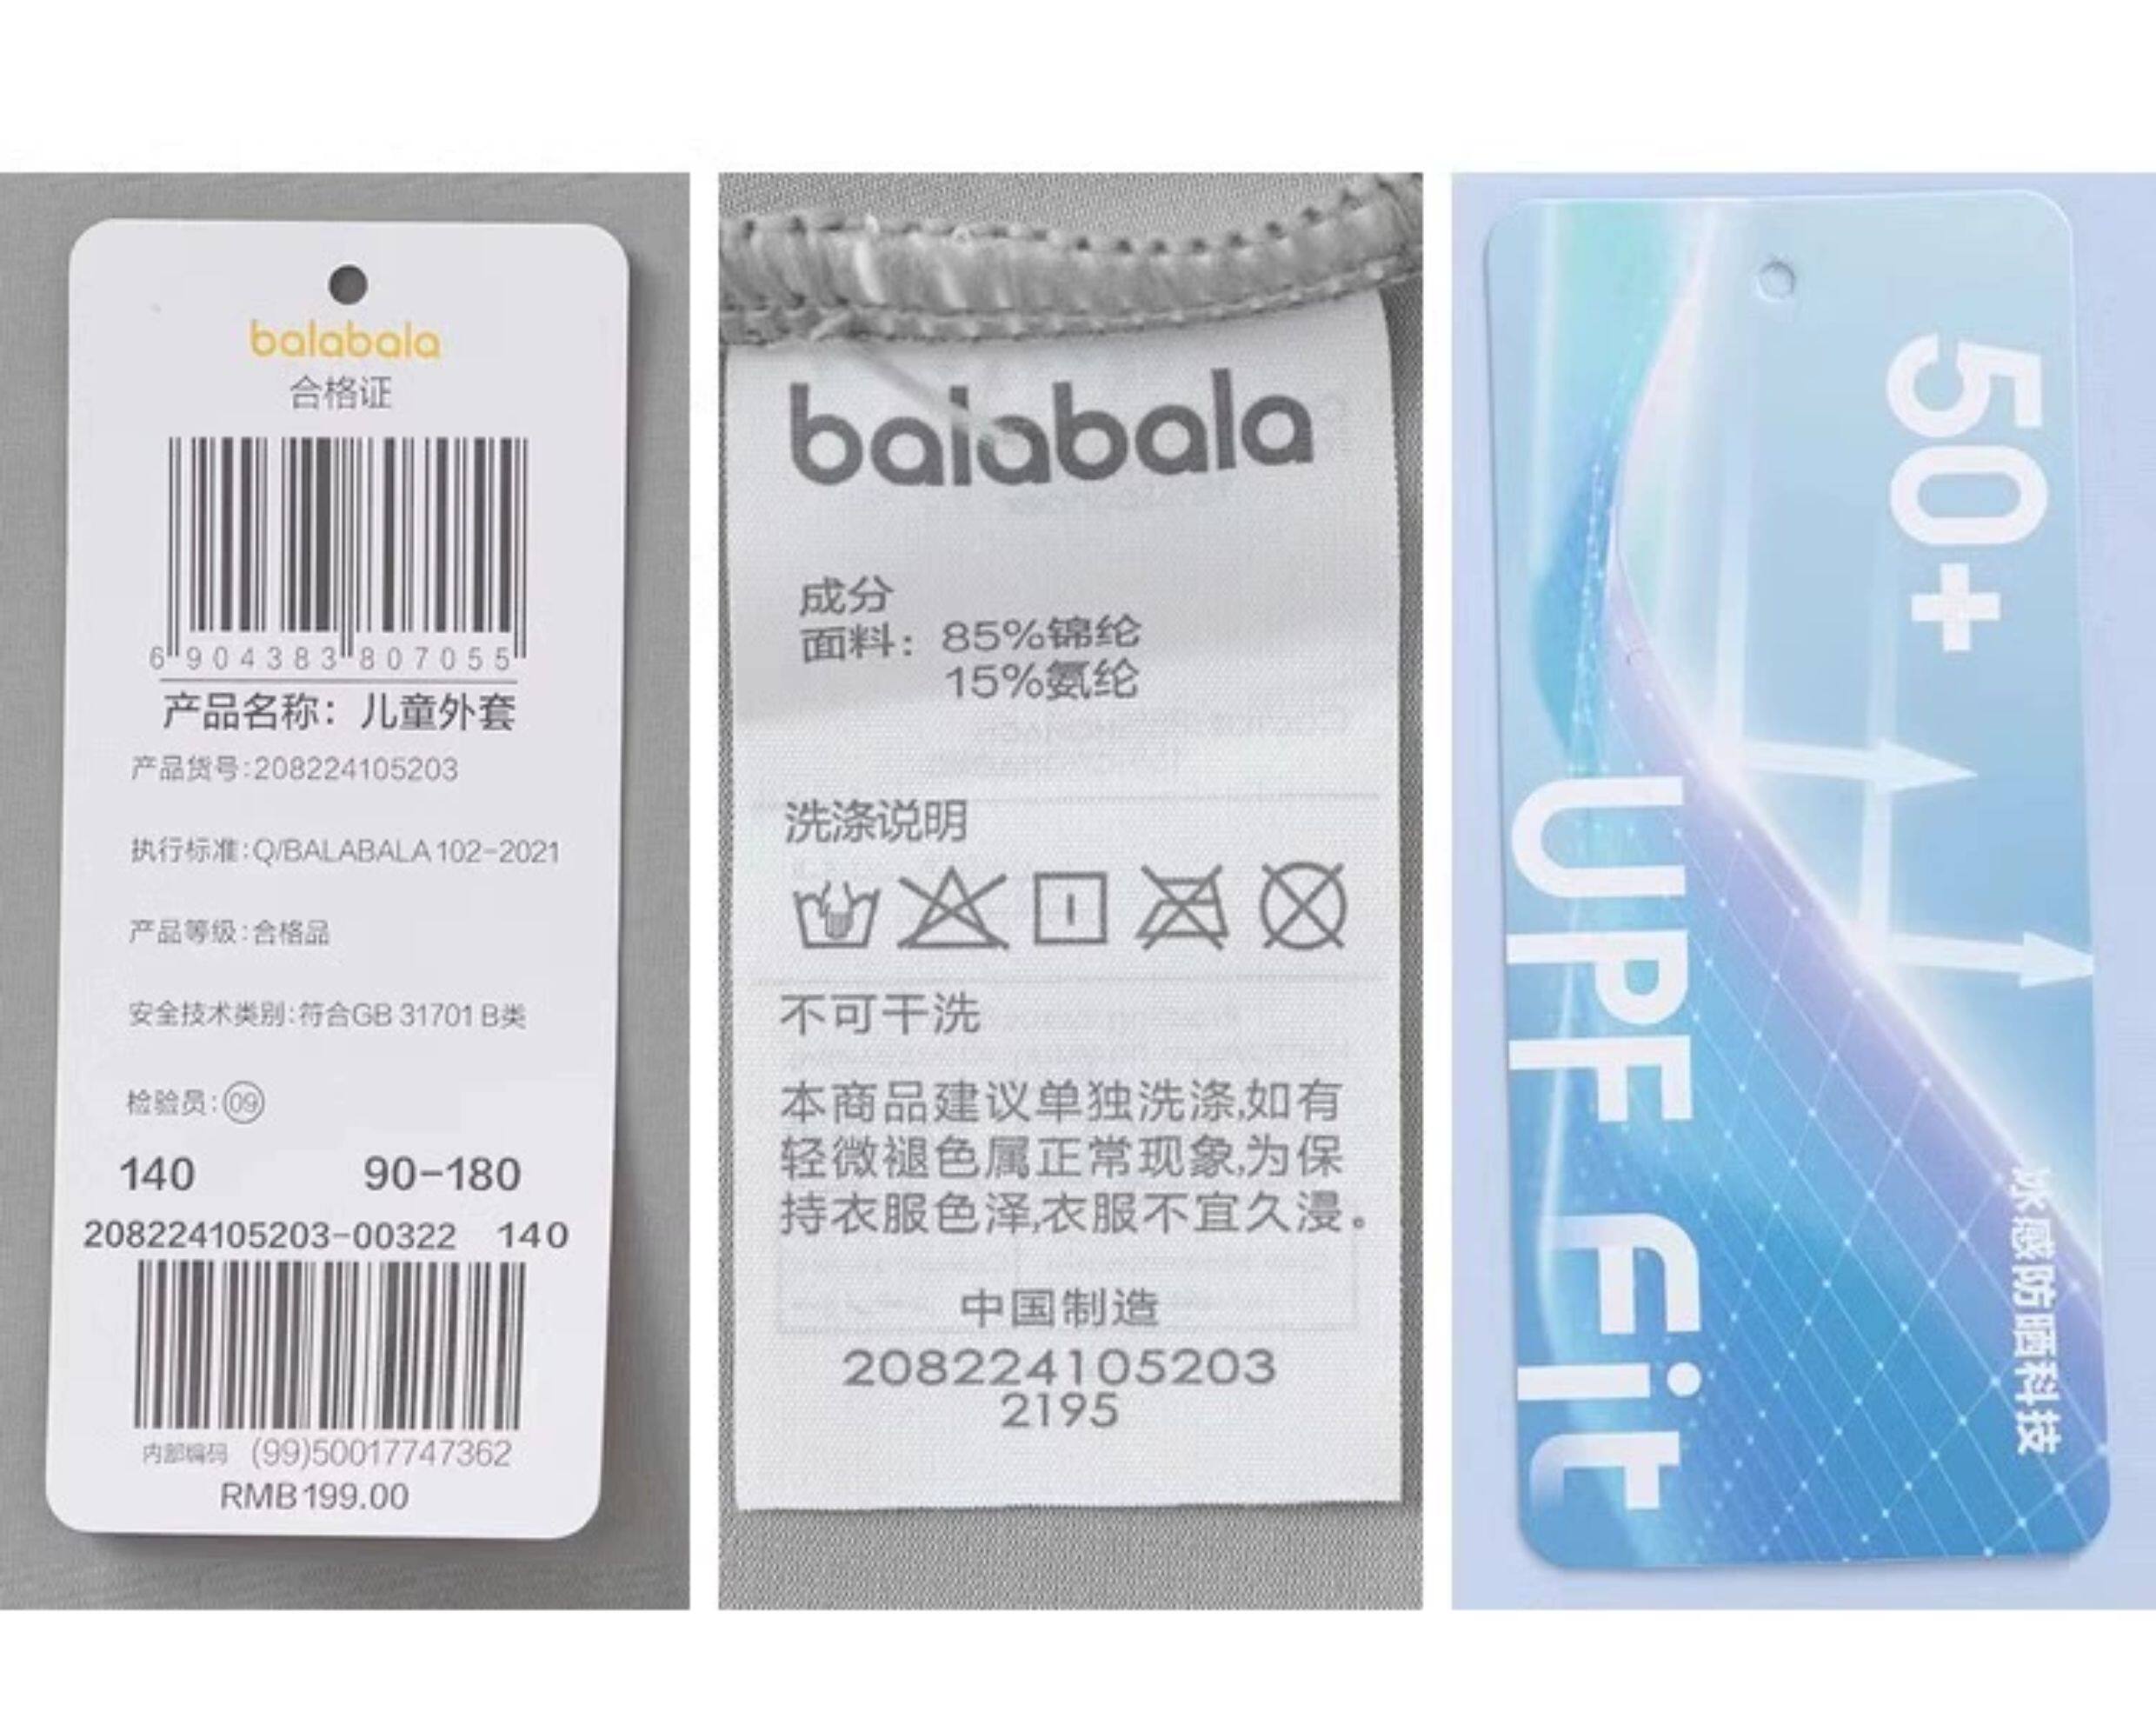 balabala
合格证
6 904383 807055
产品名称：儿童外套
产品货号:208224105203
执行标准:Q/BALABALA 102-2021
产品等级:合格品
安全技术类别:符合GB 31701 B类
检验员:09
140 90-180
208224105203-00322 140
内部编码 (99)50017747362
RMB199.00
balabala
成分
面料：85%锦纶
15%氨纶
洗涤说明
不可干洗
本商品建议单独洗涤,如有
轻微褪色属正常现象,为保
持衣服色泽,衣服不宜久浸。
中国制造
208224105203
2195
50+
UPF Fit
冰感防晒科技